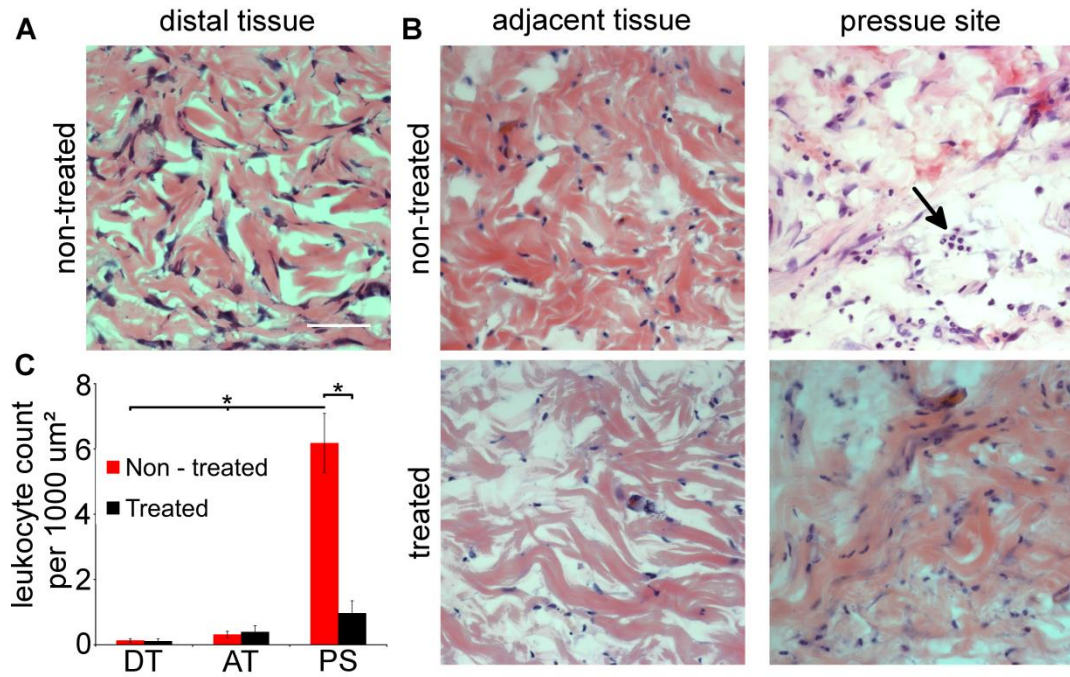 A
distal tissue
B
adjacent tissue
pressue site
non-treated
non-treated
C
8
6
4
2
0
leukocyte count
per 1000 um²
*
*
Non - treated
Treated
DT
AT
PS
treated